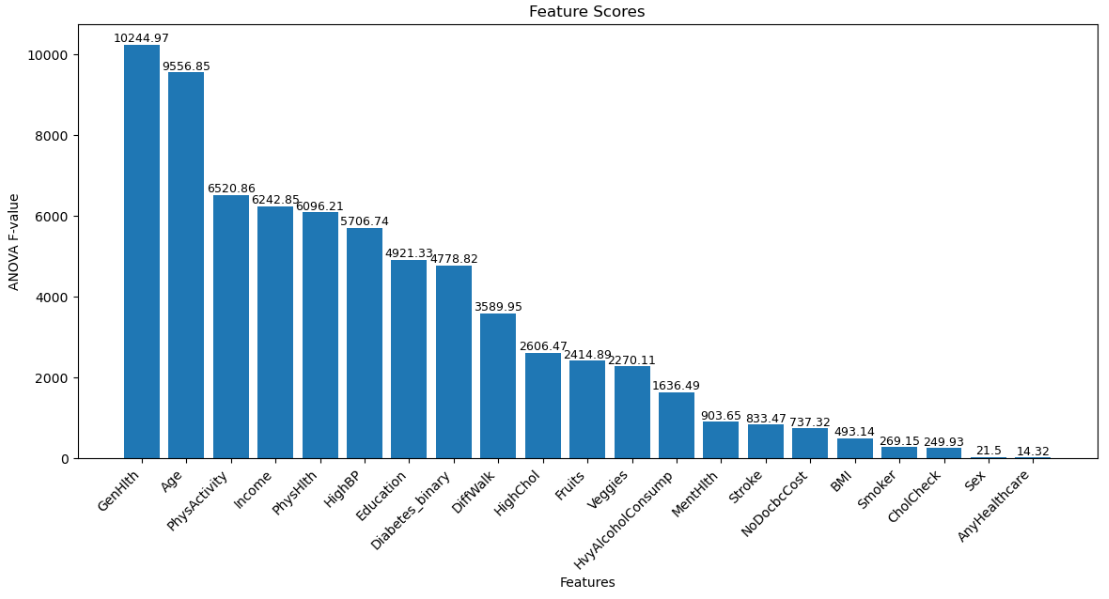 Feature Scores
ANOVA F-value
10000
8000
6000
4000
2000
0
10244.97
9556.85
6520.86
6242.85
6096.21
5706.74
4921.33
4778.82
3589.95
2606.47
2414.89
2270.11
1636.49
903.65
833.47
737.32
493.14
269.15
249.93
21.5
14.32
GenHlth
Age
PhysActivity
Income
PhysHlth
HighBP
Education
Diabetes_binary
DiffWalk
HighChol
Fruits
Veggies
HvyAlcoholConsump
MentHlth
Stroke
NoDocbcCost
BMI
Smoker
CholCheck
Sex
AnyHealthcare
Features